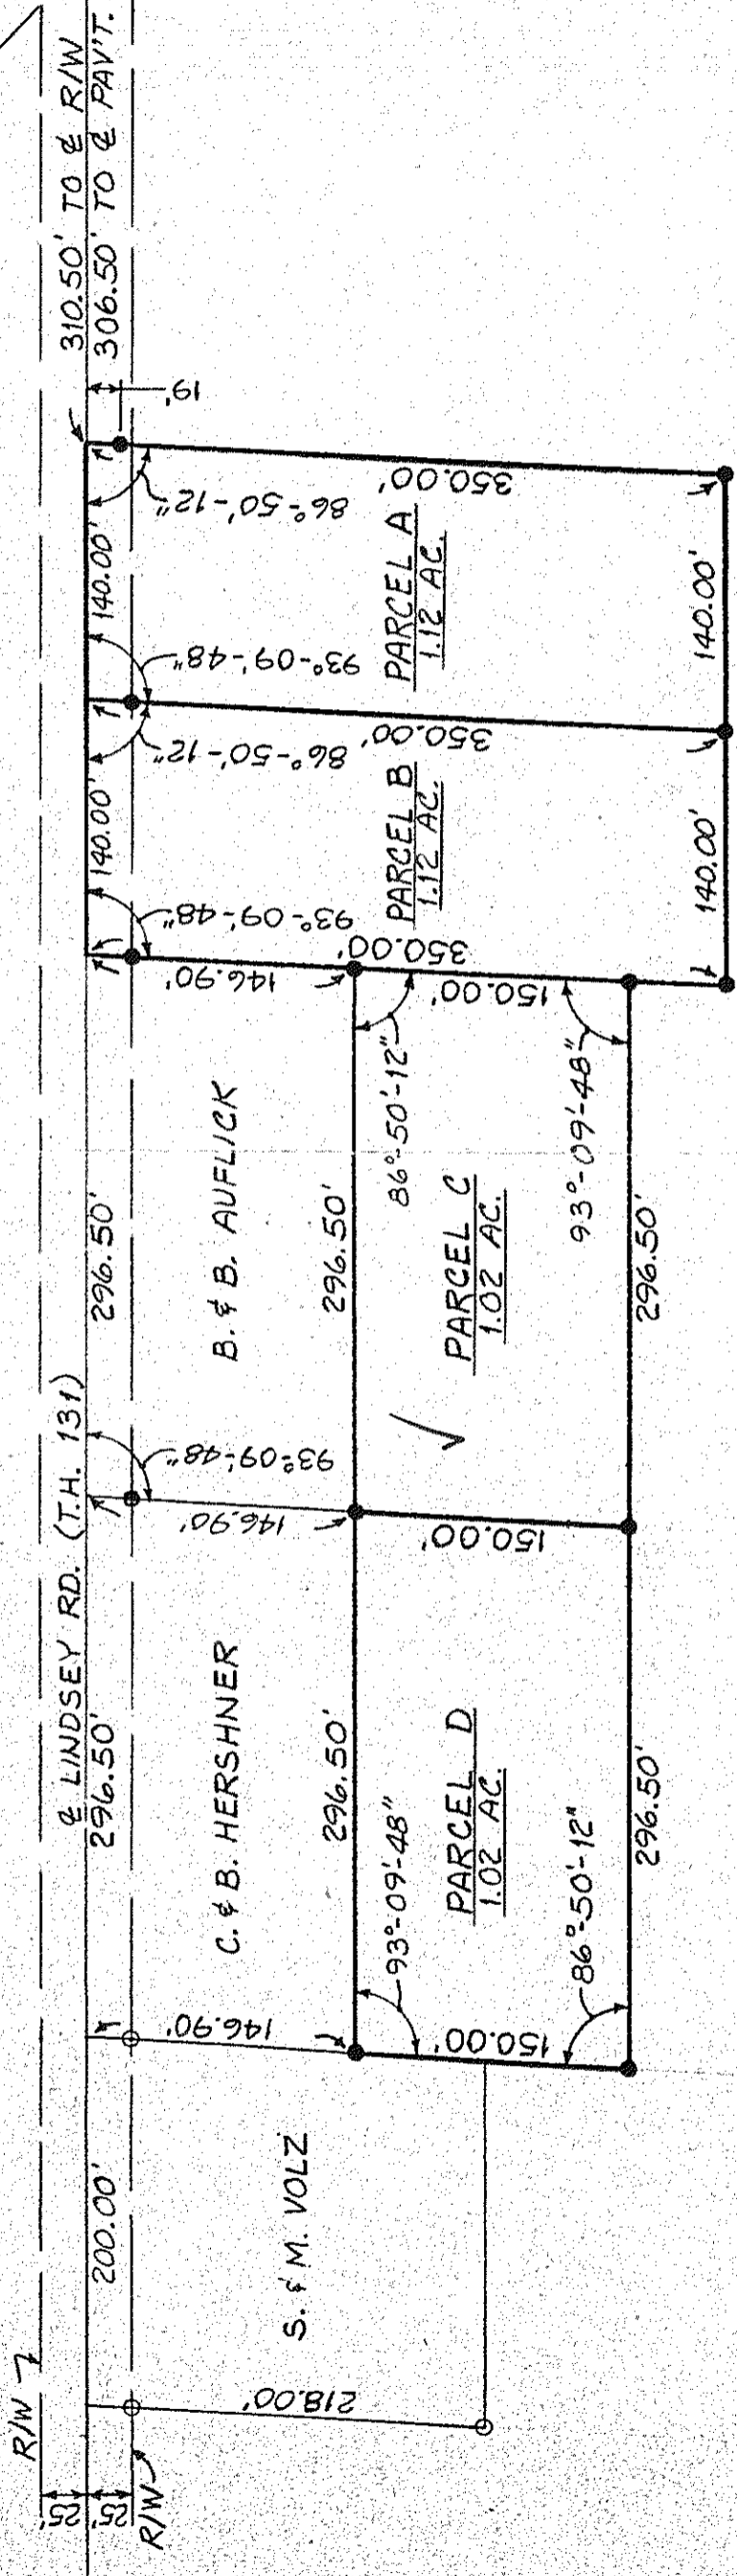 R/W
25'
25'
R/W
℄ LINDSEY RD. (T.H. 131)
200.00'
296.50'
296.50'
140.00'
140.00'
310.50' TO ℄ R/W
306.50' TO ℄ PAV'T.
19'
93°-09'-48"
93°-09'-48"
86°-50'-12"
93°-09'-48"
86°-50'-12"
218.00'
146.90'
146.90'
146.90'
S. & M. VOLZ
C. & B. HERSHNER
B. & B. AUFLICK
350.00'
350.00'
350.00'
296.50'
296.50'
PARCEL B
1.12 AC.
PARCEL A
1.12 AC.
93°-09'-48"
86°-50'-12"
150.00'
150.00'
150.00'
PARCEL D
1.02 AC.
PARCEL C
1.02 AC.
86°-50'-12"
93°-09'-48"
296.50'
296.50'
140.00'
140.00'